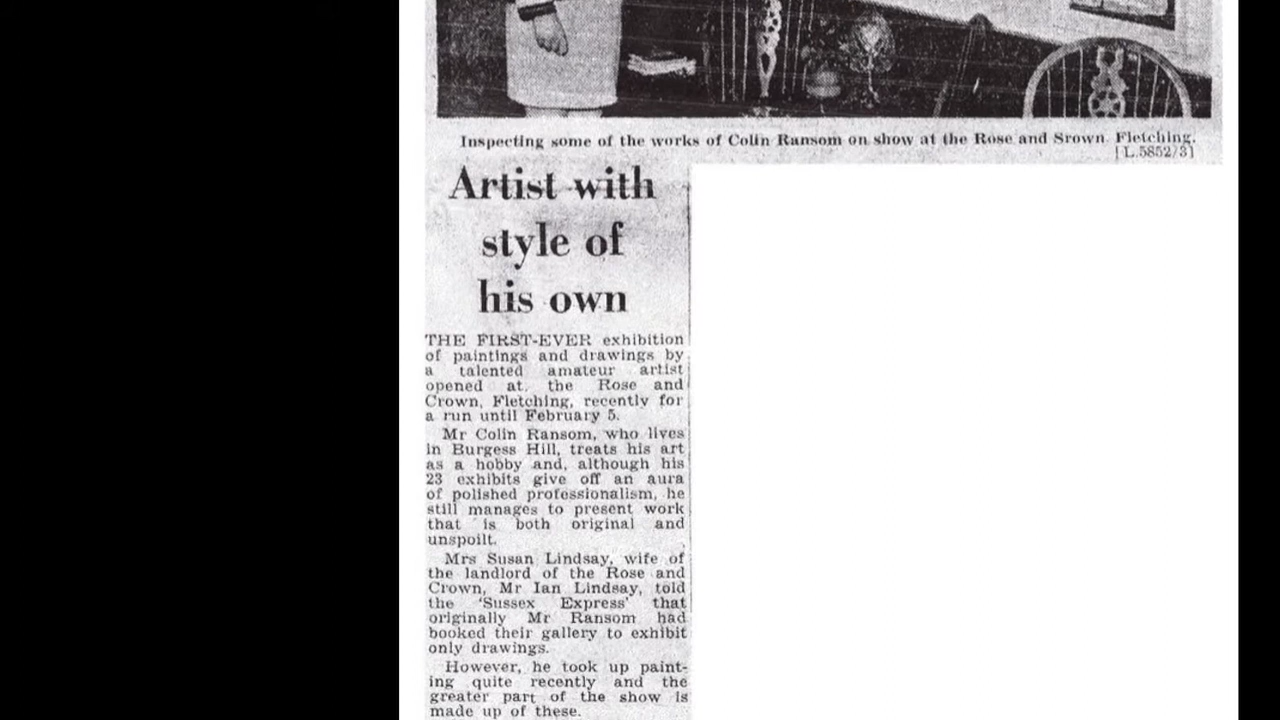 Inspecting some of the works of Colin Ransom on show at the Rose and Srown. Fletching.
[L.5852/3]
Artist with
style of
his own
THE FIRST-EVER exhibition
of paintings and drawings by
a talented amateur artist
opened at. the Rose and
Crown, Fletching, recently for
a run until February 5.
Mr Colin Ransom, who lives
in Burgess Hill, treats his art
as a hobby and, although his
23 exhibits give off an aura
of polished professionalism, he
still manages to present work
that is both original and
unspoilt.
Mrs Susan Lindsay, wife of
the landlord of the Rose and
Crown, Mr Ian Lindsay, told
the 'Sussex Express' that
originally Mr Ransom had
booked their gallery to exhibit
only drawings.
However, he took up paint-
ing quite recently and the
greater part of the show is
made up of these.